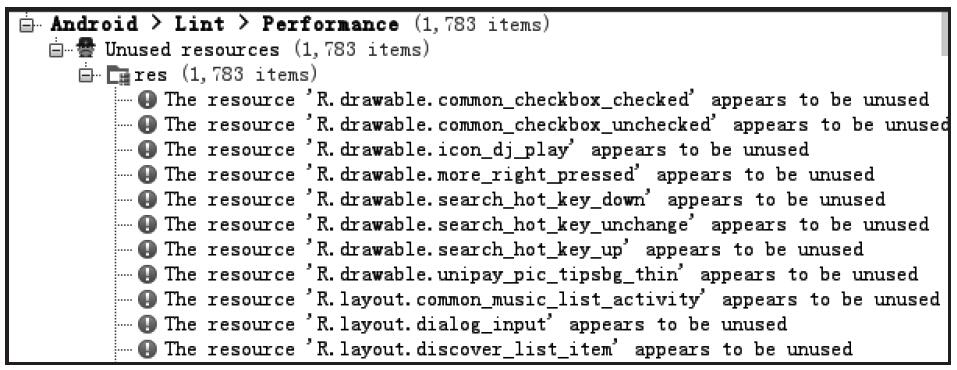 Android > Lint > Performance (1,783 items)
Unused resources (1,783 items)
res (1,783 items)
The resource 'R.drawable.common_checkbox_checked' appears to be unused
The resource 'R.drawable.common_checkbox_unchecked' appears to be unused
The resource 'R.drawable.icon_dj_play' appears to be unused
The resource 'R.drawable.more_right_pressed' appears to be unused
The resource 'R.drawable.search_hot_key_down' appears to be unused
The resource 'R.drawable.search_hot_key_unchange' appears to be unused
The resource 'R.drawable.search_hot_key_up' appears to be unused
The resource 'R.drawable.unipay_pic_tipsbg_thin' appears to be unused
The resource 'R.layout.common_music_list_activity' appears to be unused
The resource 'R.layout.dialog_input' appears to be unused
The resource 'R.layout.discover_list_item' appears to be unused